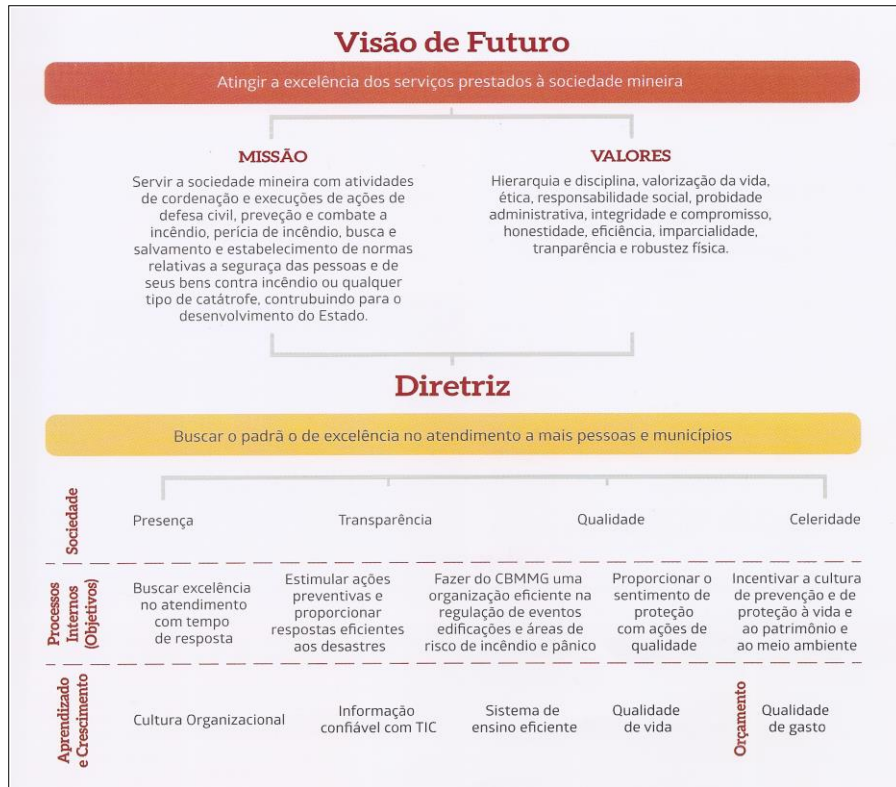 Visão de Futuro
Atingir a excelência dos serviços prestados à sociedade mineira
MISSÃO
Servir a sociedade mineira com atividades
de cordenação e execuções de ações de
defesa civil, preveção e combate a
incêndio, perícia de incêndio, busca e
salvamento e estabelecimento de normas
relativas a seguraça das pessoas e de
seus bens contra incêndio ou qualquer
tipo de catátrofe, contrubuindo para o
desenvolvimento do Estado.
VALORES
Hierarquia e disciplina, valorização da vida,
ética, responsabilidade social, probidade
administrativa, integridade e compromisso,
honestidade, eficiência, imparcialidade,
tranparência e robustez física.
Diretriz
Buscar o padrã o de excelência no atendimento a mais pessoas e municípios
Sociedade
Presença
Transparência
Qualidade
Celeridade
Processos
Internos
(Objetivos)
Buscar excelência
no atendimento
com tempo
de resposta
Estimular ações
preventivas e
proporcionar
respostas eficientes
aos desastres
Fazer do CBMMG uma
organização eficiente na
regulação de eventos
edificações e áreas de
risco de incêndio e pânico
Proporcionar o
sentimento de
proteção
com ações de
qualidade
Incentivar a cultura
de prevenção e de
proteção à vida e
ao patrimônio e
ao meio ambiente
Aprendizado
e Crescimento
Cultura Organizacional
Informação
confiável com TIC
Sistema de
ensino eficiente
Qualidade
de vida
Orçamento
Qualidade
de gasto